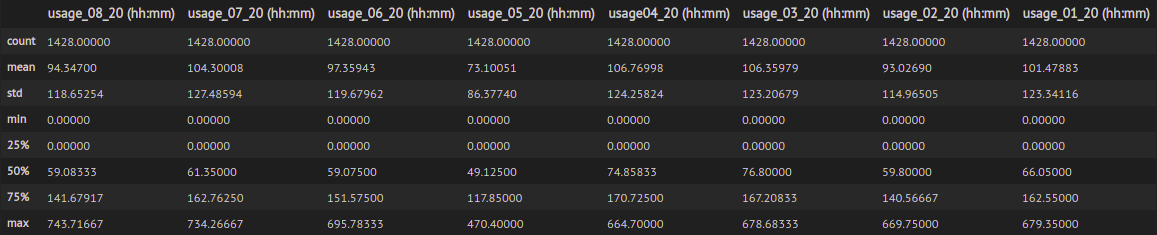 usage_08_20 (hh:mm) usage_07_20 (hh:mm) usage_06_20 (hh:mm) usage_05_20 (hh:mm) usage04_20 (hh:mm) usage_03_20 (hh:mm) usage_02_20 (hh:mm) usage_01_20 (hh:mm)
count 1428.00000 1428.00000 1428.00000 1428.00000 1428.00000 1428.00000 1428.00000 1428.00000
mean 94.34700 104.30008 97.35943 73.10051 106.76998 106.35979 93.02690 101.47883
std 118.65254 127.48594 119.67962 86.37740 124.25824 123.20679 114.96505 123.34116
min 0.00000 0.00000 0.00000 0.00000 0.00000 0.00000 0.00000 0.00000
25% 0.00000 0.00000 0.00000 0.00000 0.00000 0.00000 0.00000 0.00000
50% 59.08333 61.35000 59.07500 49.12500 74.85833 76.80000 59.80000 66.05000
75% 141.67917 162.76250 151.57500 117.85000 170.72500 167.20833 140.56667 162.55000
max 743.71667 734.26667 695.78333 470.40000 664.70000 678.68333 669.75000 679.35000